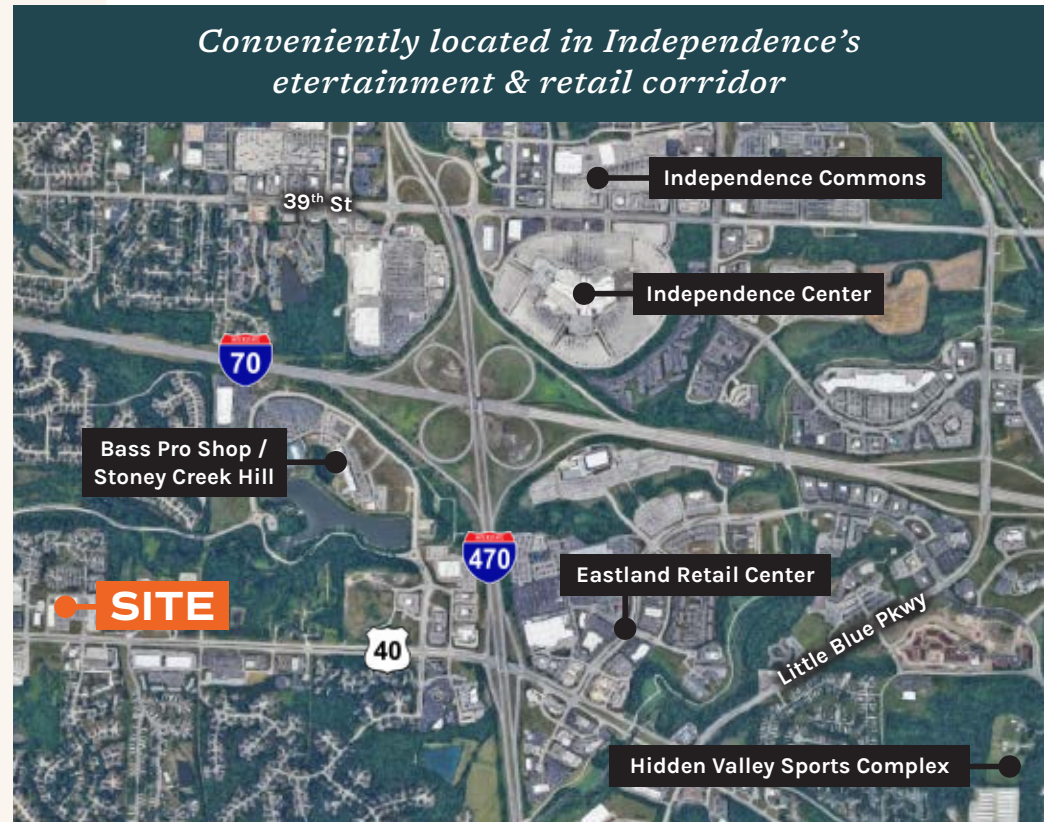 Conveniently located in Independence's
etertainment & retail corridor
Independence Commons
39th St
Independence Center
70
Bass Pro Shop /
Stoney Creek Hill
470
Eastland Retail Center
SITE
Little Blue Pkwy
40
Hidden Valley Sports Complex